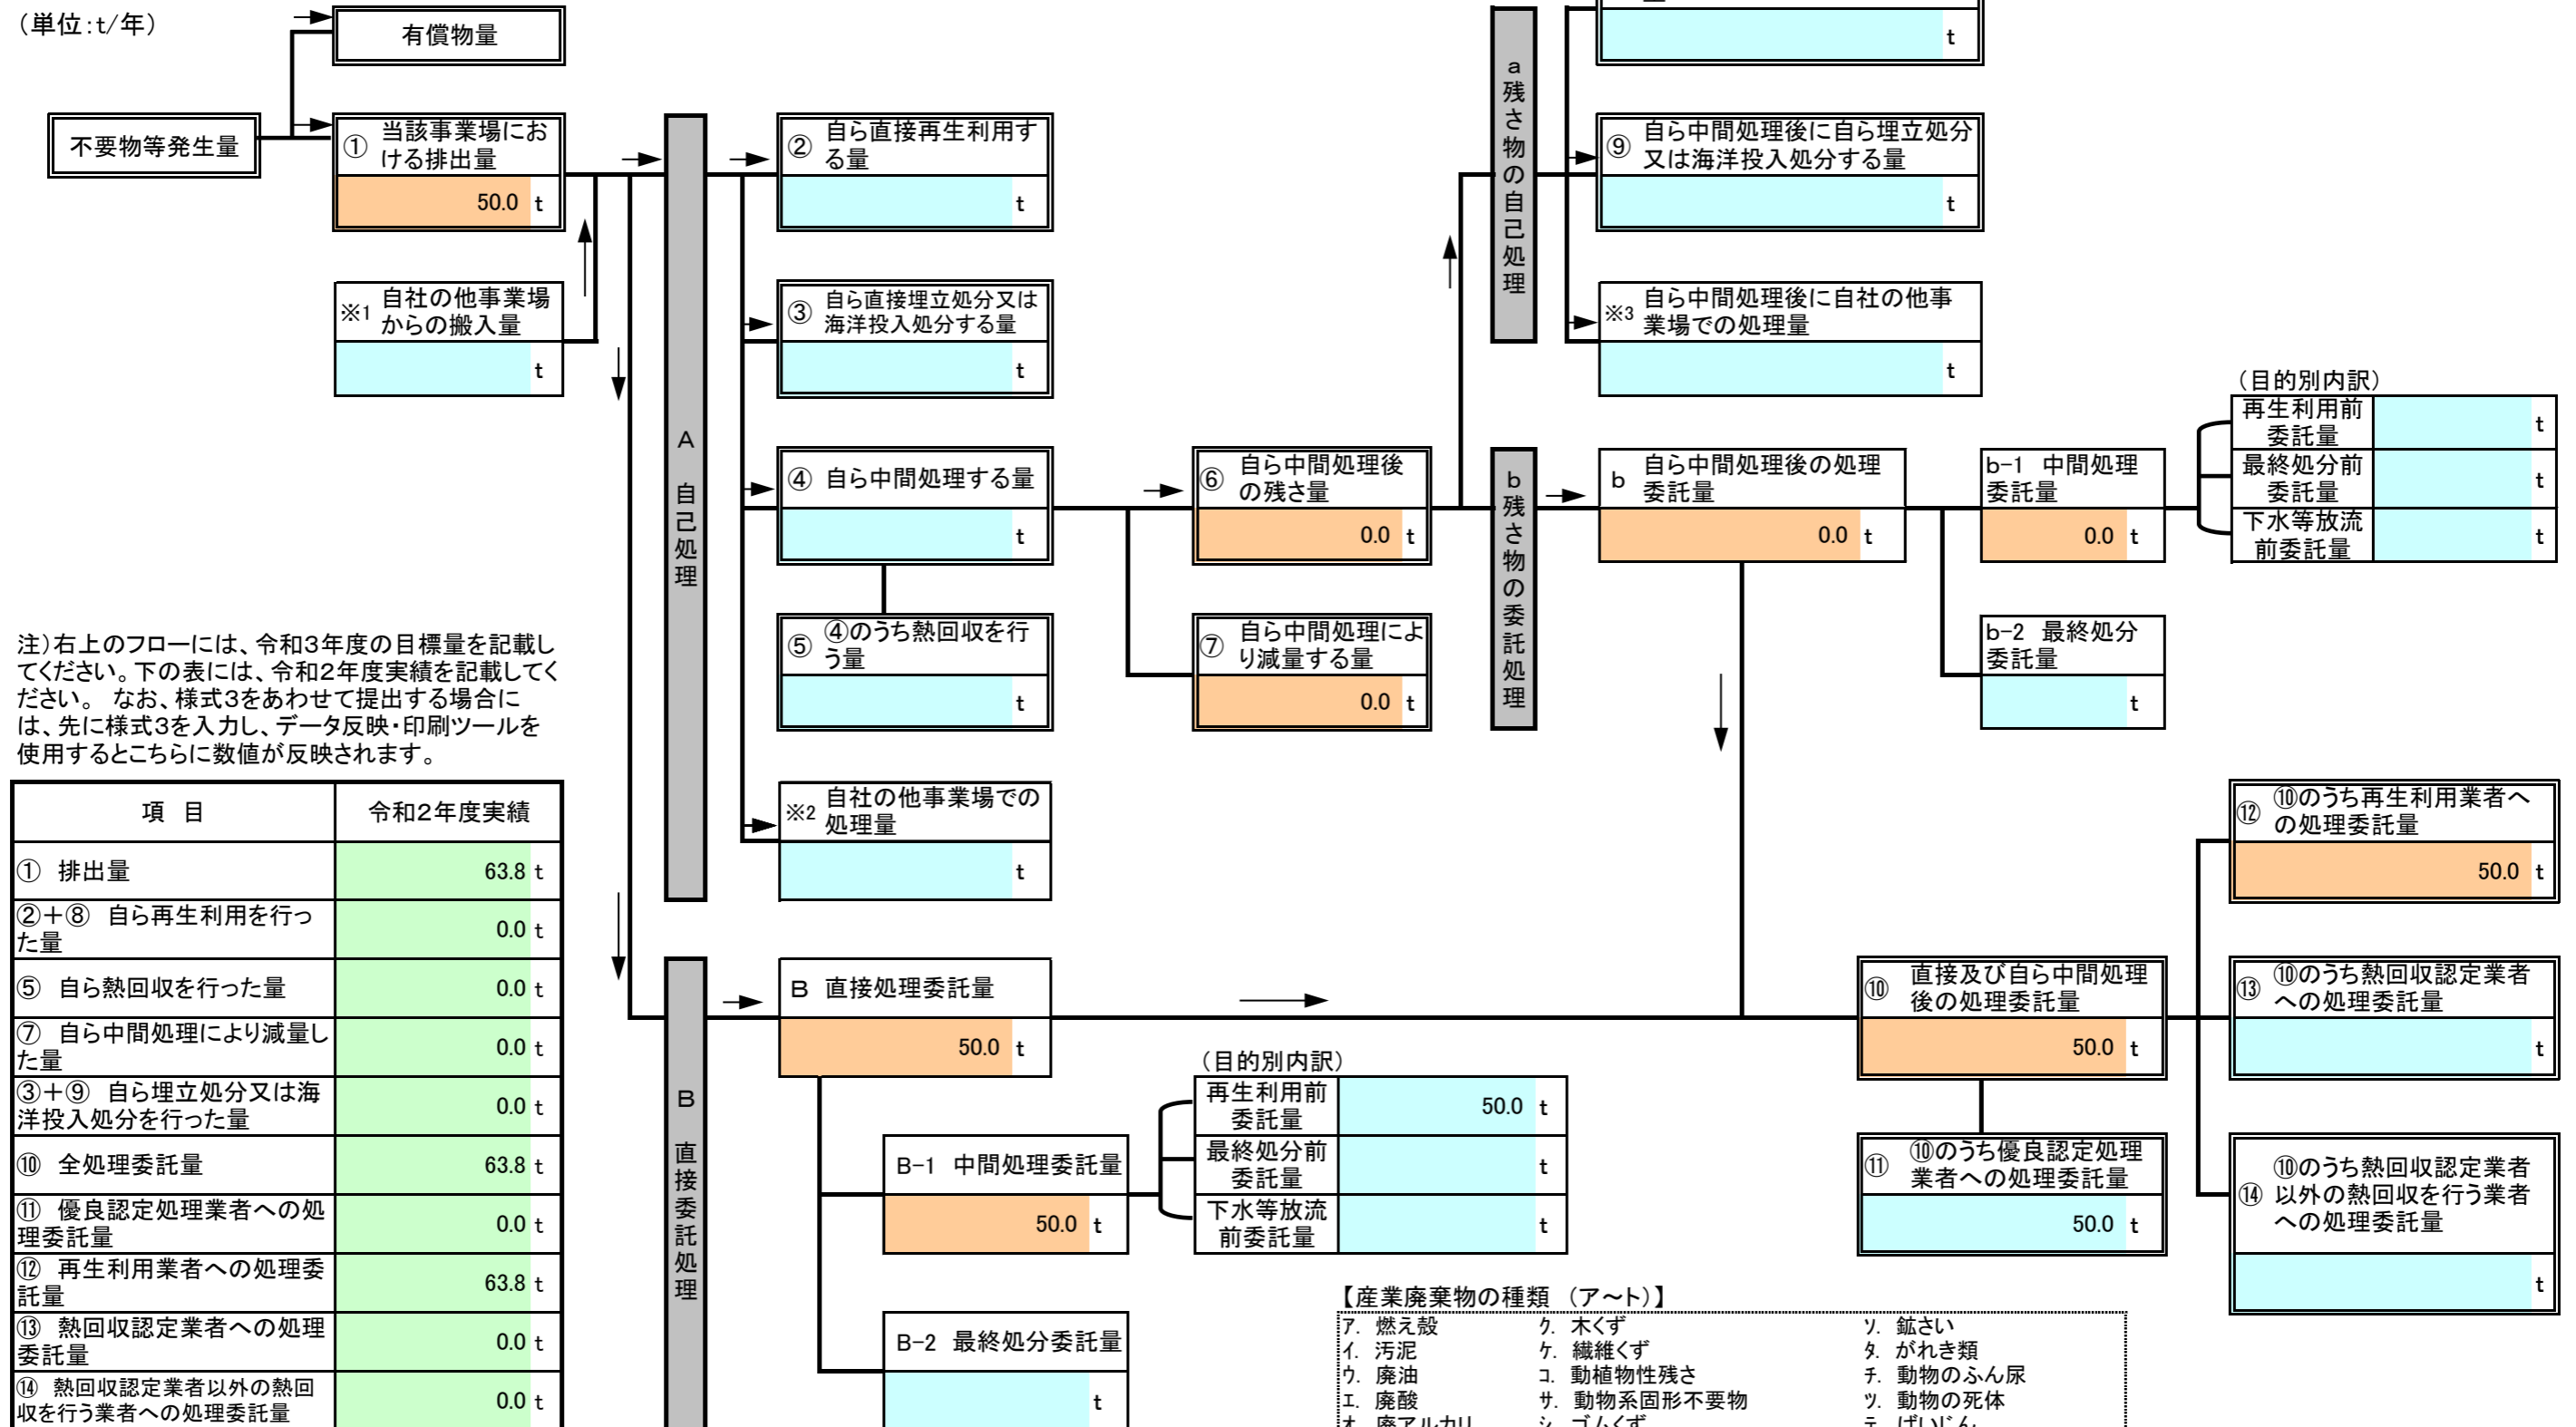 （単位：t/年）
有償物量
不要物等発生量
①
当該事業場にお
ける排出量
50.0 t
※1
自社の他事業場
からの搬入量
t
A 自己処理
②
自ら直接再生利用す
る量
t
③
自ら直接埋立処分又は
海洋投入処分する量
t
④ 自ら中間処理する量
t
⑤
④のうち熱回収を行
う量
t
※2
自社の他事業場での
処理量
t
⑥
自ら中間処理後
の残さ量
0.0 t
⑦
自ら中間処理によ
り減量する量
0.0 t
a 残さ物の自己処理
t
⑨
自ら中間処理後に自ら埋立処分
又は海洋投入処分する量
t
※3
自ら中間処理後に自社の他事
業場での処理量
t
b 残さ物の委託処理
b
自ら中間処理後の処理
委託量
0.0 t
b-1 中間処理
委託量
0.0 t
（目的別内訳）
再生利用前
委託量
t
最終処分前
委託量
t
下水等放流
前委託量
t
b-2 最終処分
委託量
t
注）右上のフローには、令和３年度の目標量を記載し
てください。下の表には、令和２年度実績を記載してく
ださい。 なお、様式３をあわせて提出する場合に
は、先に様式３を入力し、データ反映・印刷ツールを
使用するとこちらに数値が反映されます。
項 目 令和２年度実績
① 排出量 63.8 t
②＋⑧ 自ら再生利用を行っ
た量 0.0 t
⑤ 自ら熱回収を行った量 0.0 t
⑦ 自ら中間処理により減量し
た量 0.0 t
③＋⑨ 自ら埋立処分又は海
洋投入処分を行った量 0.0 t
⑩ 全処理委託量 63.8 t
⑪ 優良認定処理業者への処
理委託量 0.0 t
⑫ 再生利用業者への処理委
託量 63.8 t
⑬ 熱回収認定業者への処理
委託量 0.0 t
⑭ 熱回収認定業者以外の熱回
収を行う業者への処理委託量 0.0 t
B 直接委託処理
B 直接処理委託量
50.0 t
B-1 中間処理委託量
50.0 t
（目的別内訳）
再生利用前
委託量
50.0 t
最終処分前
委託量
t
下水等放流
前委託量
t
B-2 最終処分委託量
t
⑩
直接及び自ら中間処理
後の処理委託量
50.0 t
⑪
⑩のうち優良認定処理
業者への処理委託量
50.0 t
⑫
⑩のうち再生利用業者へ
の処理委託量
50.0 t
⑬
⑩のうち熱回収認定業者
への処理委託量
t
⑭
⑩のうち熱回収認定業者
以外の熱回収を行う業者
への処理委託量
t
【産業廃棄物の種類 （ア～ト）】
ｱ. 燃え殻 ｸ. 木くず ｿ. 鉱さい
ｲ. 汚泥 ｹ. 繊維くず ﾀ. がれき類
ｳ. 廃油 ｺ. 動植物性残さ ﾁ. 動物のふん尿
ｴ. 廃酸 ｻ. 動物系固形不要物 ﾂ. 動物の死体
ｵ. 廃アルカリ ｼ. ゴムくず ﾃ. ばいじん